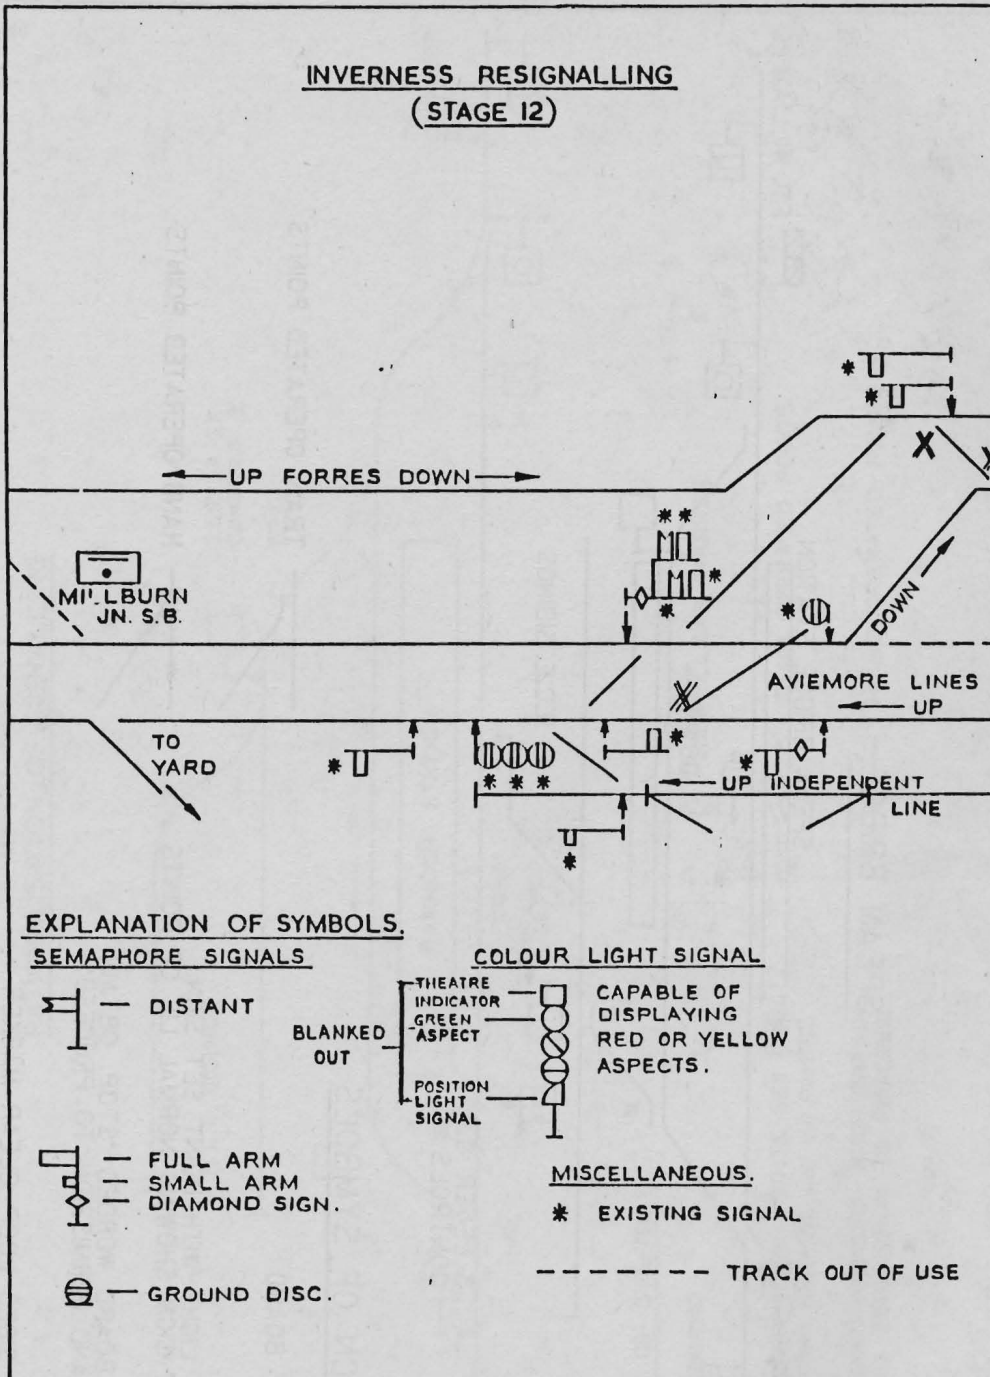 INVERNESS RESIGNALLING
(STAGE 12)
UP FORRES DOWN
MILLBURN
JN. S.B.
DOWN
AVIEMORE LINES
UP
TO
YARD
UP INDEPENDENT
LINE
EXPLANATION OF SYMBOLS.
SEMAPHORE SIGNALS
DISTANT
FULL ARM
SMALL ARM
DIAMOND SIGN.
GROUND DISC.
COLOUR LIGHT SIGNAL
BLANKED
OUT
THEATRE
INDICATOR
GREEN
ASPECT
POSITION
LIGHT
SIGNAL
CAPABLE OF
DISPLAYING
RED OR YELLOW
ASPECTS.
MISCELLANEOUS.
* EXISTING SIGNAL
TRACK OUT OF USE